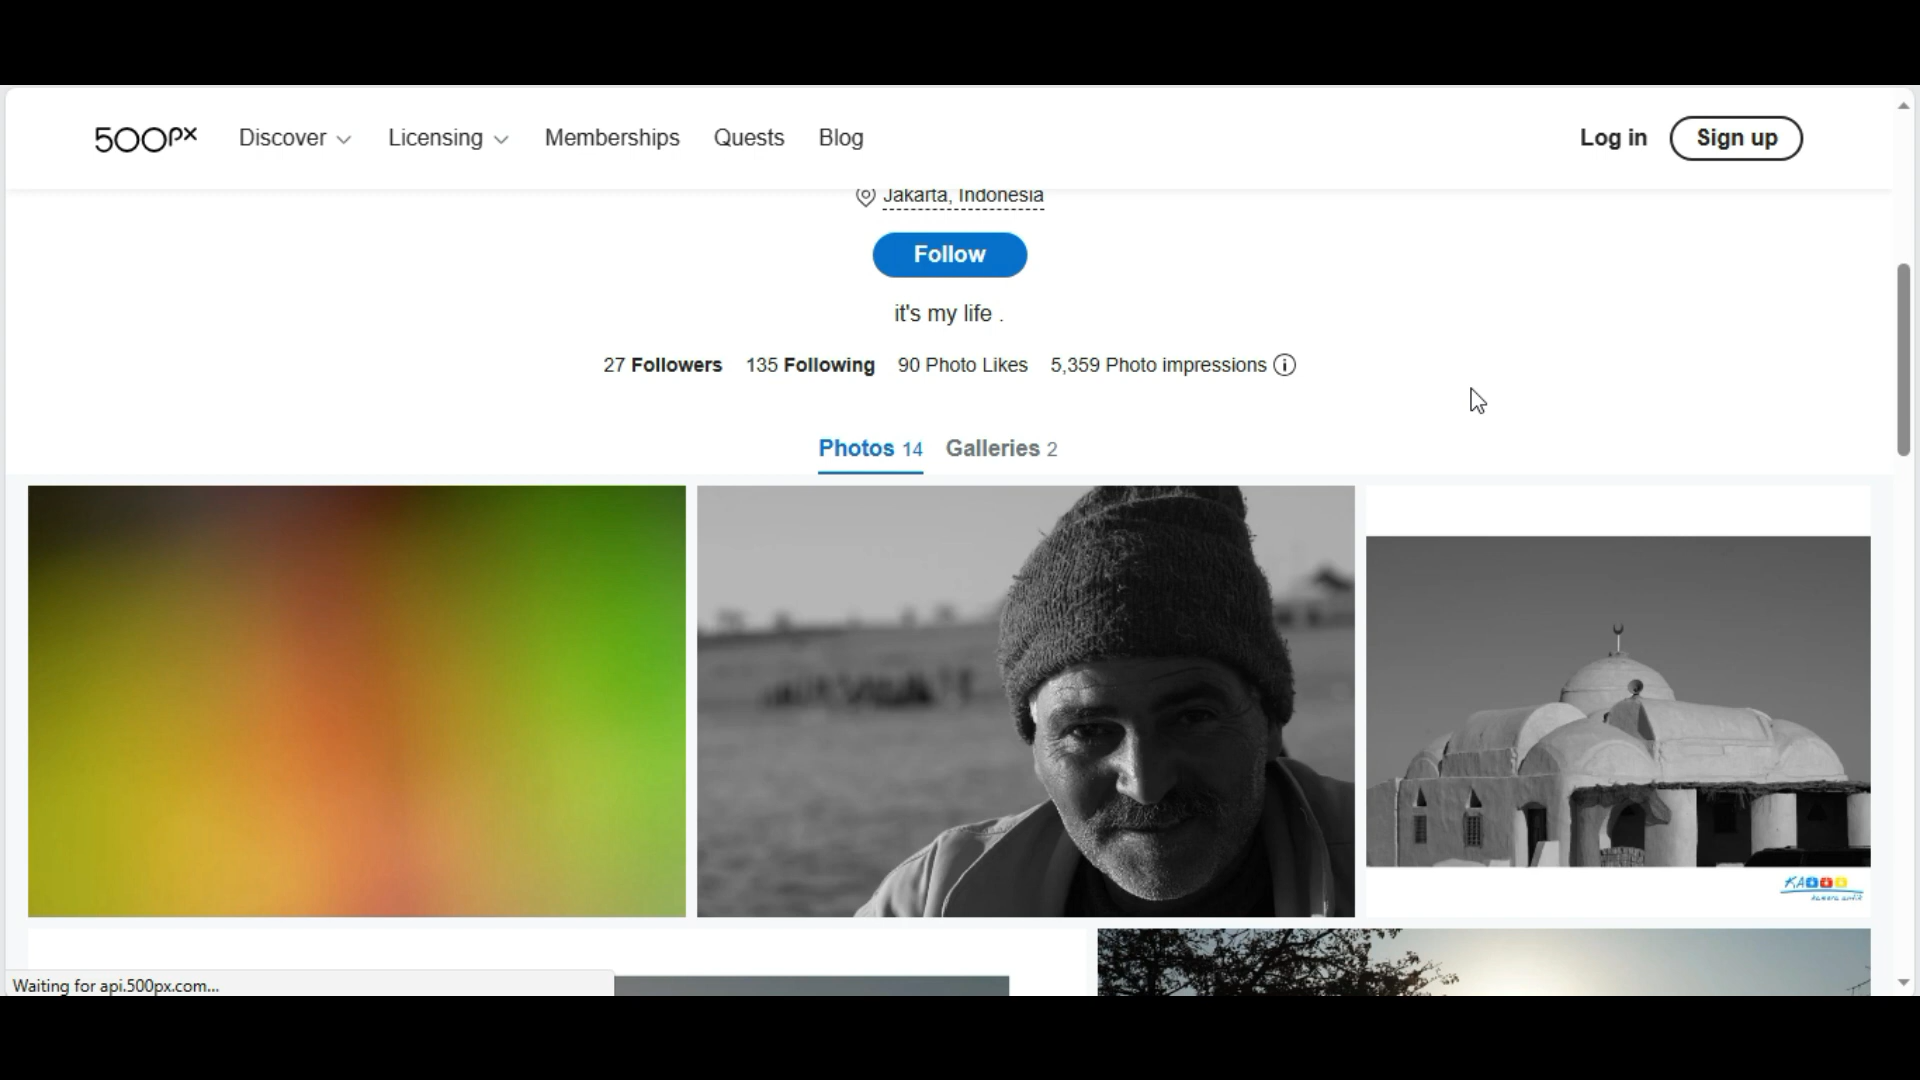 500px Discover Licensing Memberships Quests Blog Log in Sign up
Jakarta, Indonesia
Follow
it's my life .
27 Followers 135 Following 90 Photo Likes 5,359 Photo impressions
Photos 14 Galleries 2
Waiting for api.500px.com...